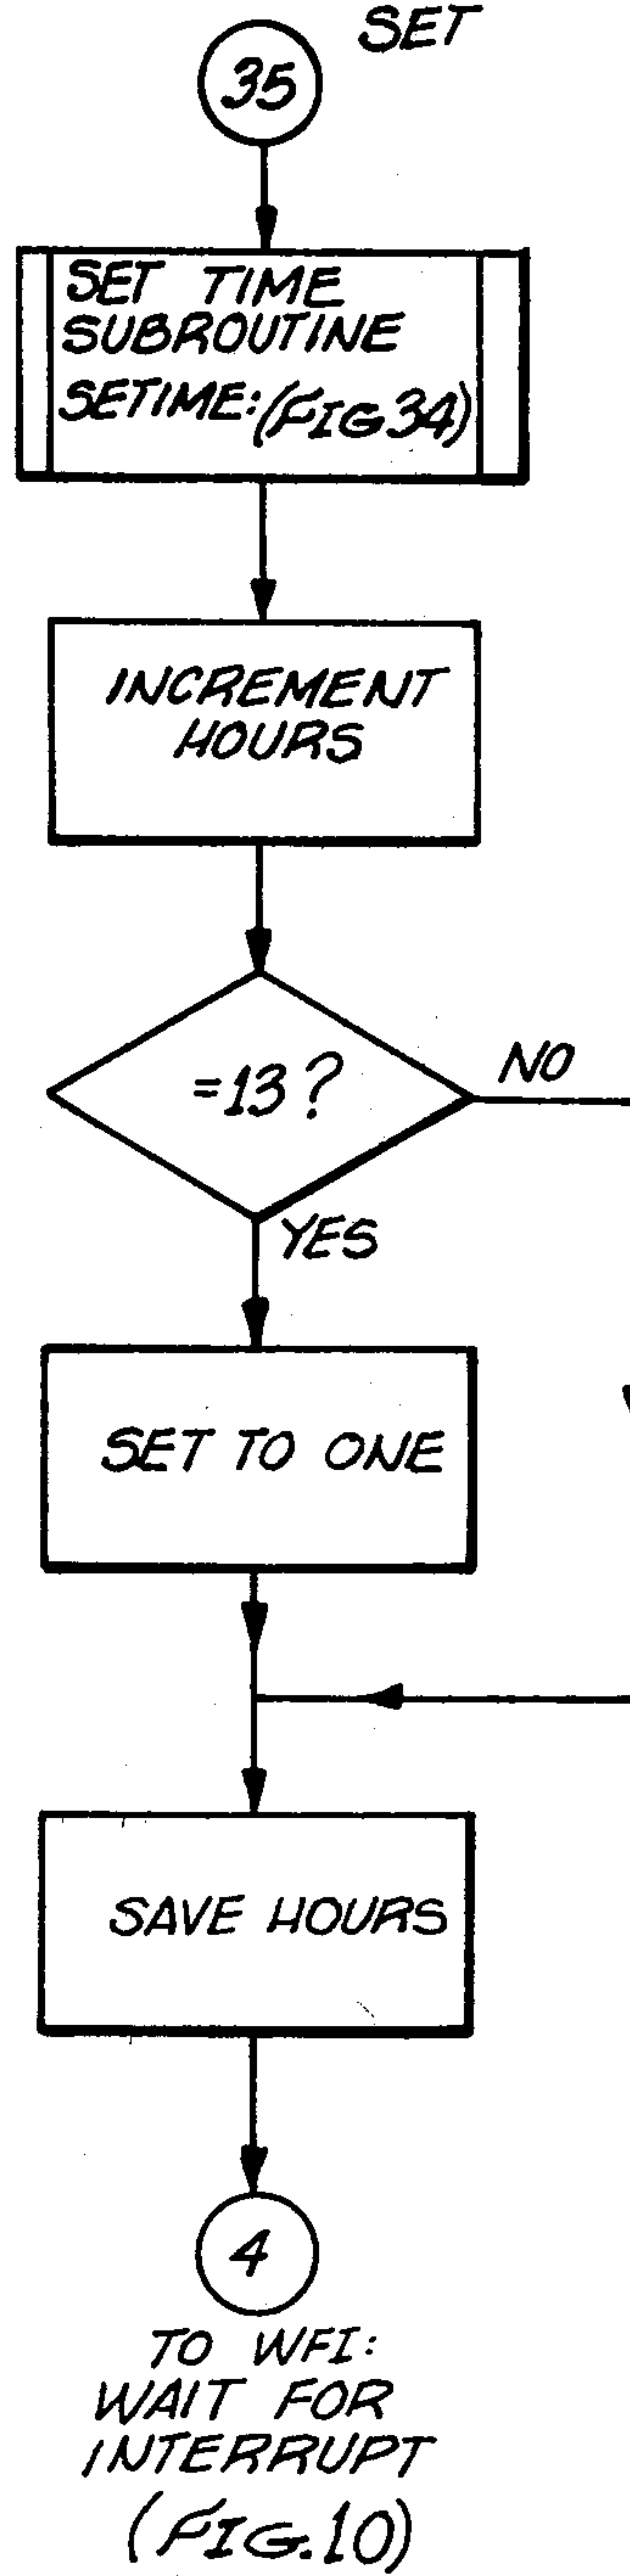 SET
35
SET TIME
SUBROUTINE
SETIME: (FIG 34)
INCREMENT
HOURS
=13?
NO
YES
SET TO ONE
SAVE HOURS
4
TO WFI:
WAIT FOR
INTERRUPT
(FIG. 10)